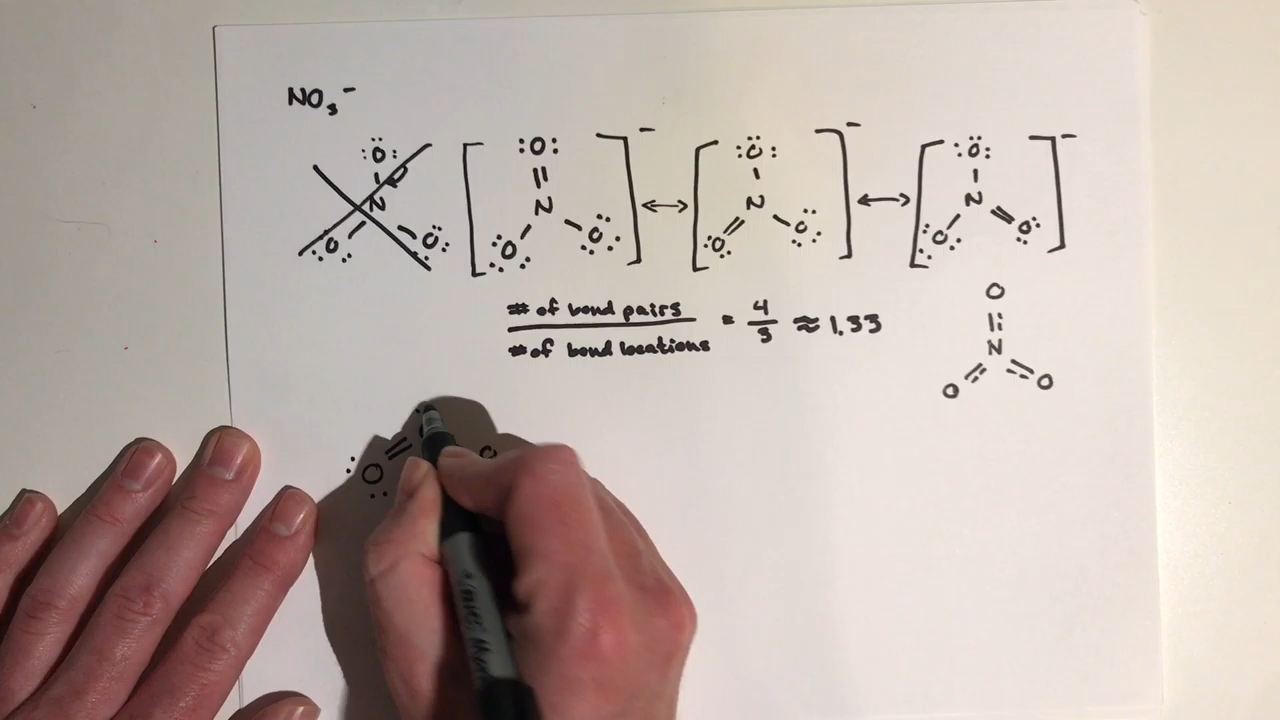 NO₃⁻
:O: :O: ⁻ :O: ⁻ :O: ⁻
N N ↔ N ↔ N
O O O O O O O O
# of bond pairs = 4 ≈ 1.33
# of bond locations 3
O
N
O O
O O